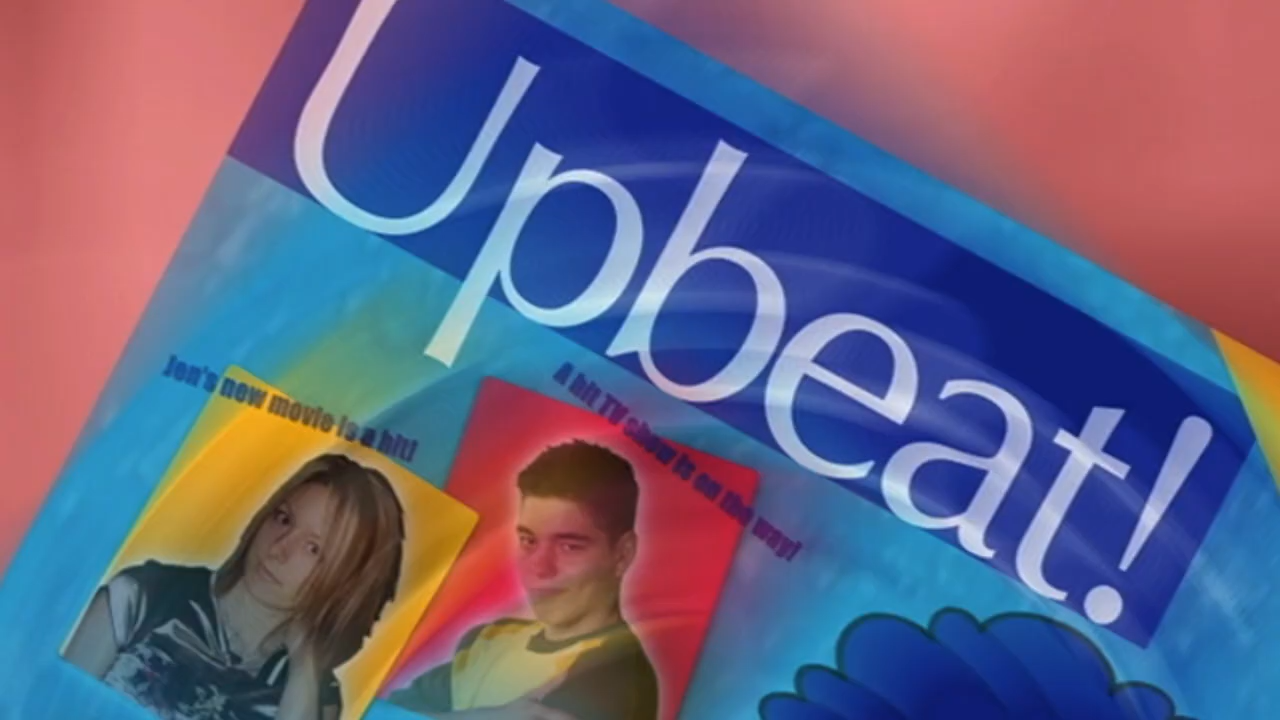 Upbeat!
Jen's new movie is a hit!
A hit TV show is on the way!